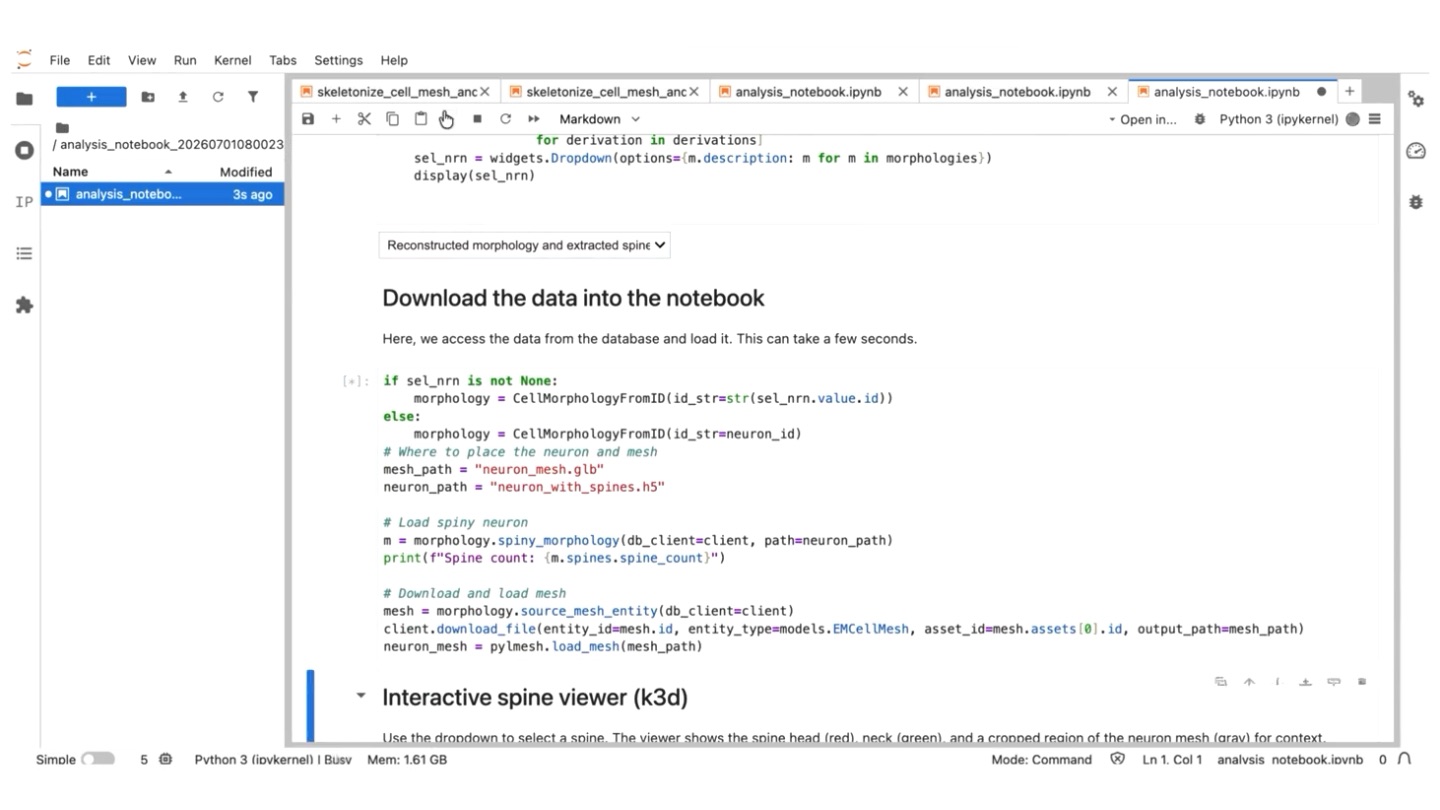 File Edit View Run Kernel Tabs Settings Help
skeletonize_cell_mesh_anc skeletonize_cell_mesh_anc analysis_notebook.ipynb analysis_notebook.ipynb analysis_notebook.ipynb
Markdown Open in... Python 3 (ipykernel)
/ analysis_notebook_20260701080023
Name Modified
analysis_notebo... 3s ago
IP
for derivation in derivations]
sel_nrn = widgets.Dropdown(options={m.description: m for m in morphologies})
display(sel_nrn)
Reconstructed morphology and extracted spine
Download the data into the notebook
Here, we access the data from the database and load it. This can take a few seconds.
[*]:
if sel_nrn is not None:
    morphology = CellMorphologyFromID(id_str=str(sel_nrn.value.id))
else:
    morphology = CellMorphologyFromID(id_str=neuron_id)
# Where to place the neuron and mesh
mesh_path = "neuron_mesh.glb"
neuron_path = "neuron_with_spines.h5"
# Load spiny neuron
m = morphology.spiny_morphology(db_client=client, path=neuron_path)
print(f"Spine count: {m.spines.spine_count}")
# Download and load mesh
mesh = morphology.source_mesh_entity(db_client=client)
client.download_file(entity_id=mesh.id, entity_type=models.EMCellMesh, asset_id=mesh.assets[0].id, output_path=mesh_path)
neuron_mesh = pylmesh.load_mesh(mesh_path)
Interactive spine viewer (k3d)
Use the dropdown to select a spine. The viewer shows the spine head (red), neck (green), and a cropped region of the neuron mesh (gray) for context.
Simple 5 Python 3 (ipykernel) | Busy Mem: 1.61 GB Mode: Command Ln 1, Col 1 analysis_notebook.ipynb 0